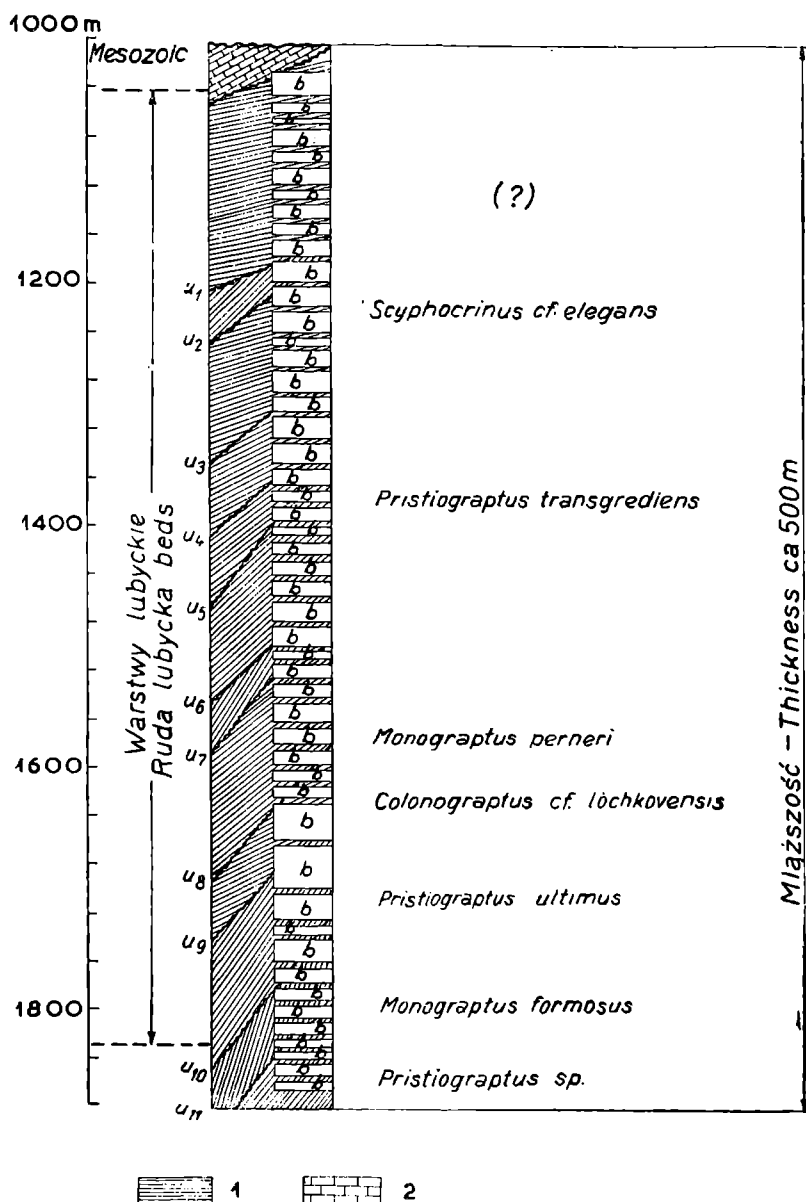 1000 m
Mesozoic
b
b
b
b
b
b
b
b
b
b
(?)
1200
u1
b
b
Scyphocrinus cf. elegans
u2
b
b
b
b
b
b
b
u3
b
b
Pristiograptus transgrediens
1400
b
b
u4
b
b
b
b
u5
b
b
u6
u7
b
b
b
b
b
Monograptus perneri
1600
b
b
b
Colonograptus cf. lochkovensis
b
u8
b
Pristiograptus ultimus
b
u9
b
b
b
b
Monograptus formosus
1800
b
b
b
b
u10
b
Pristiograptus sp.
b
u11
Warstwy lubyckie
Ruda lubycka beds
Miąższość – Thickness ca 500m
1
2